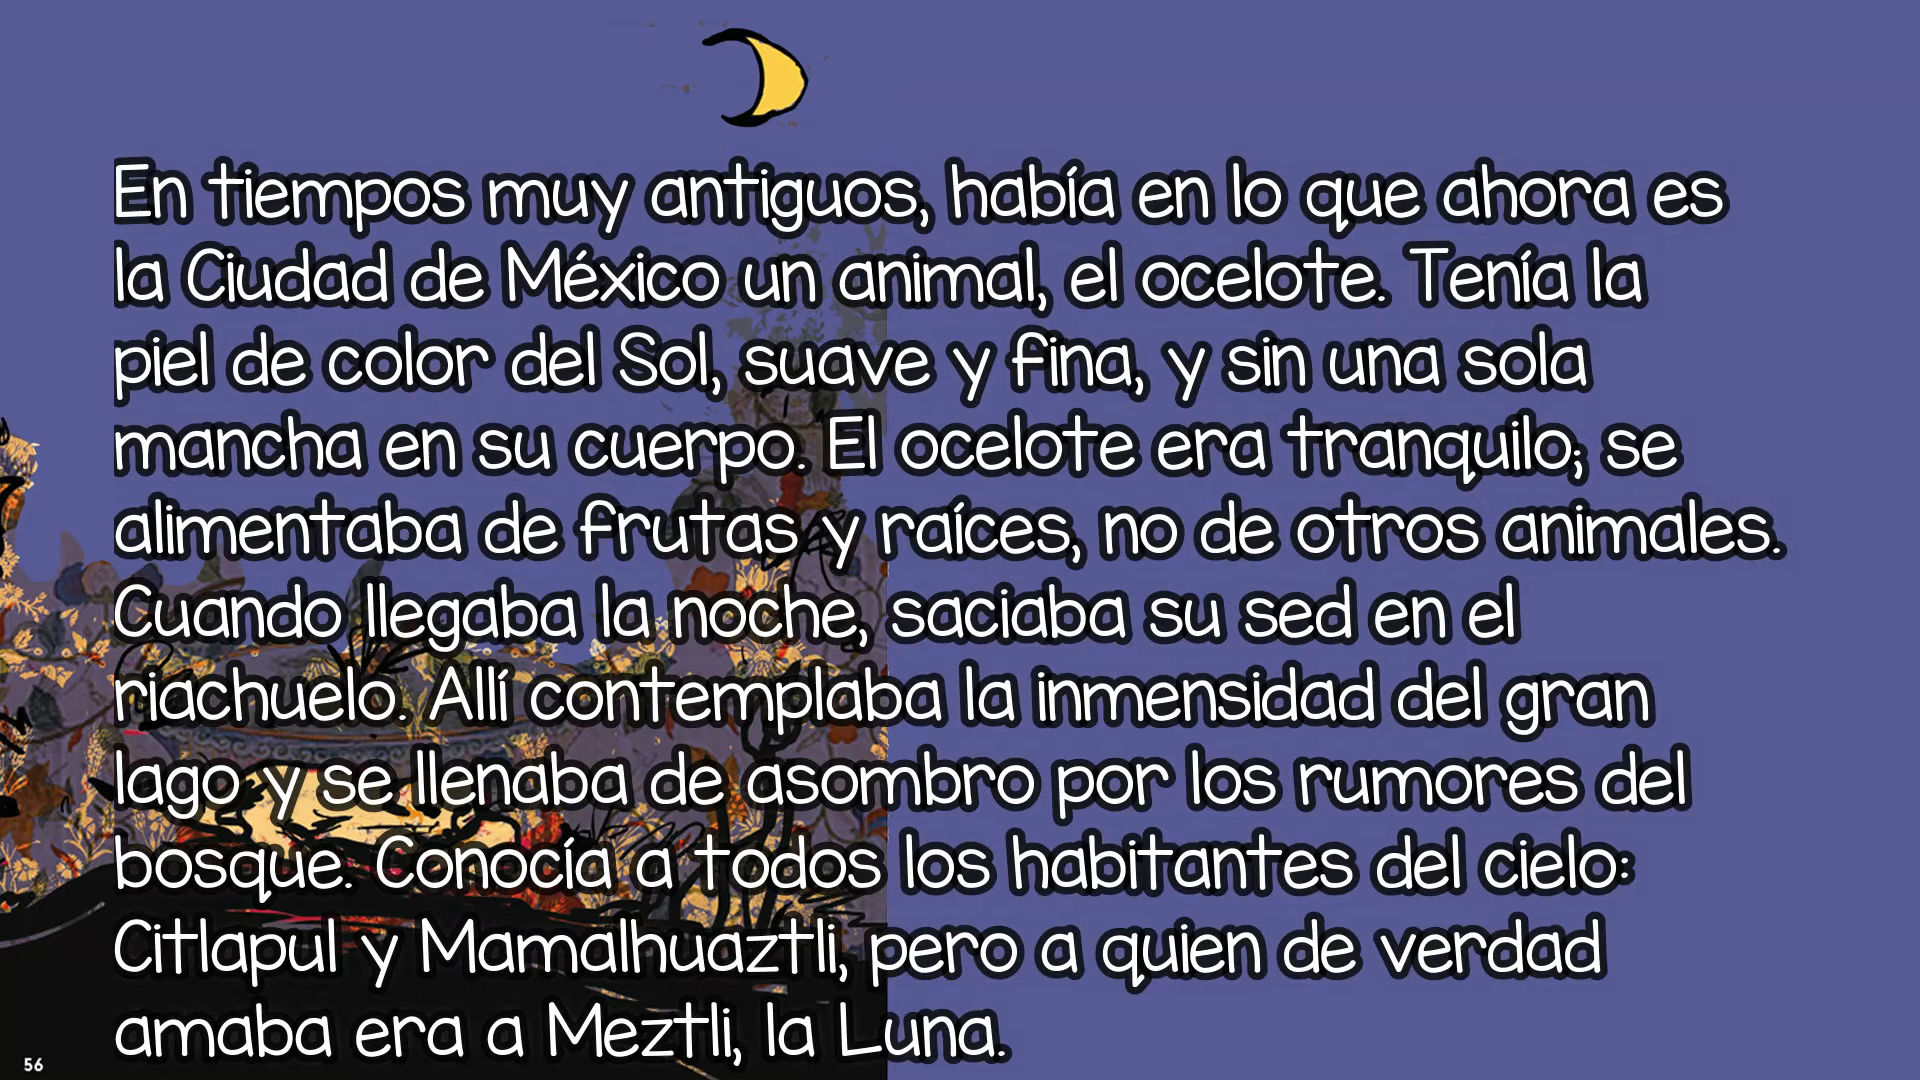 En tiempos muy antiguos, había en lo que ahora es
la Ciudad de México un animal, el ocelote. Tenía la
piel de color del Sol, suave y fina, y sin una sola
mancha en su cuerpo. El ocelote era tranquilo; se
alimentaba de frutas y raíces, no de otros animales.
Cuando llegaba la noche, saciaba su sed en el
riachuelo. Allí contemplaba la inmensidad del gran
lago y se llenaba de asombro por los rumores del
bosque. Conocía a todos los habitantes del cielo:
Citlapul y Mamalhuaztli, pero a quien de verdad
amaba era a Meztli, la Luna.
56